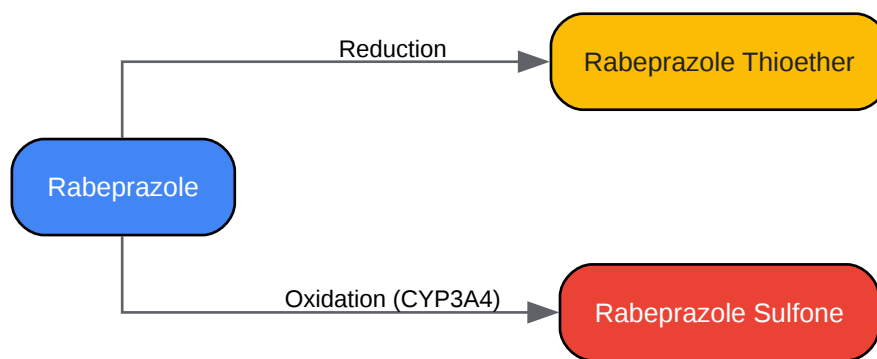 Reduction
Rabeprazole Thioether
Rabeprazole
Oxidation (CYP3A4)
Rabeprazole Sulfone